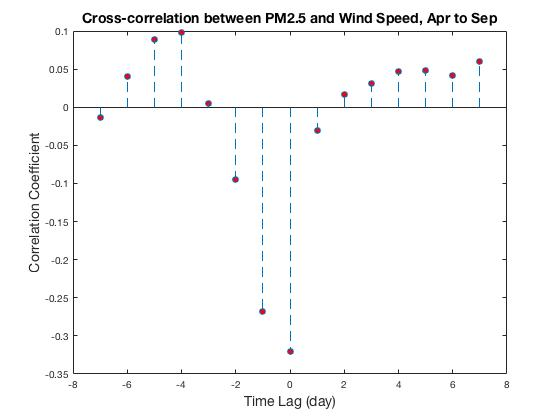 Cross-correlation between PM2.5 and Wind Speed, Apr to Sep
0.1
0.05
0
-0.05
-0.1
-0.15
-0.2
-0.25
-0.3
-0.35
Correlation Coefficient
-8 -6 -4 -2 0 2 4 6 8
Time Lag (day)